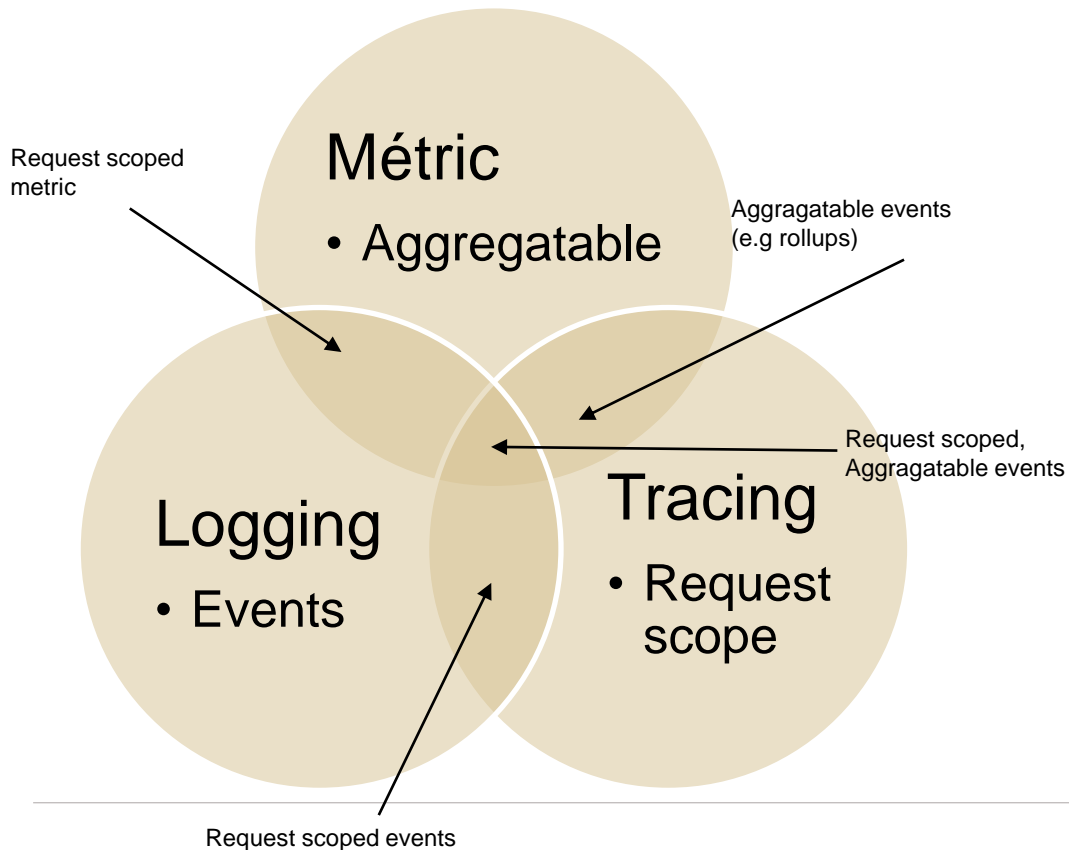 Métric
• Aggregatable
Request scoped
metric
Aggragatable events
(e.g rollups)
Request scoped,
Aggragatable events
Logging
• Events
Tracing
• Request
scope
Request scoped events